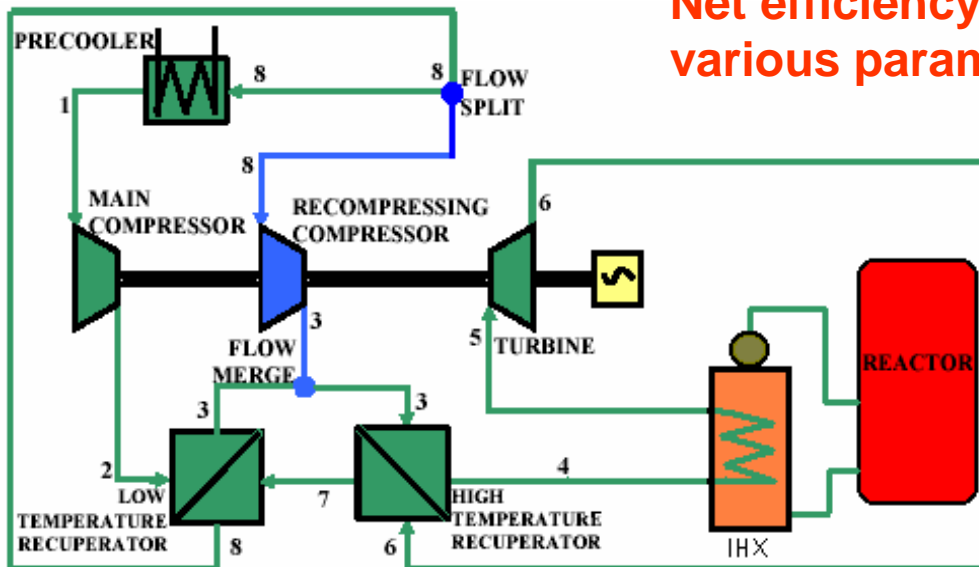 Net efficiency
various
PRECOOLER
8
8
FLOW
SPLIT
1
8
MAIN
COMPRESSOR
RECOMPRESSING
COMPRESSOR
6
3
5
TURBINE
FLOW
MERGE
REACTOR
3
3
2
7
4
LOW
TEMPERATURE
RECUPERATOR
8
6
HIGH
TEMPERATURE
RECUPERATOR
IHX